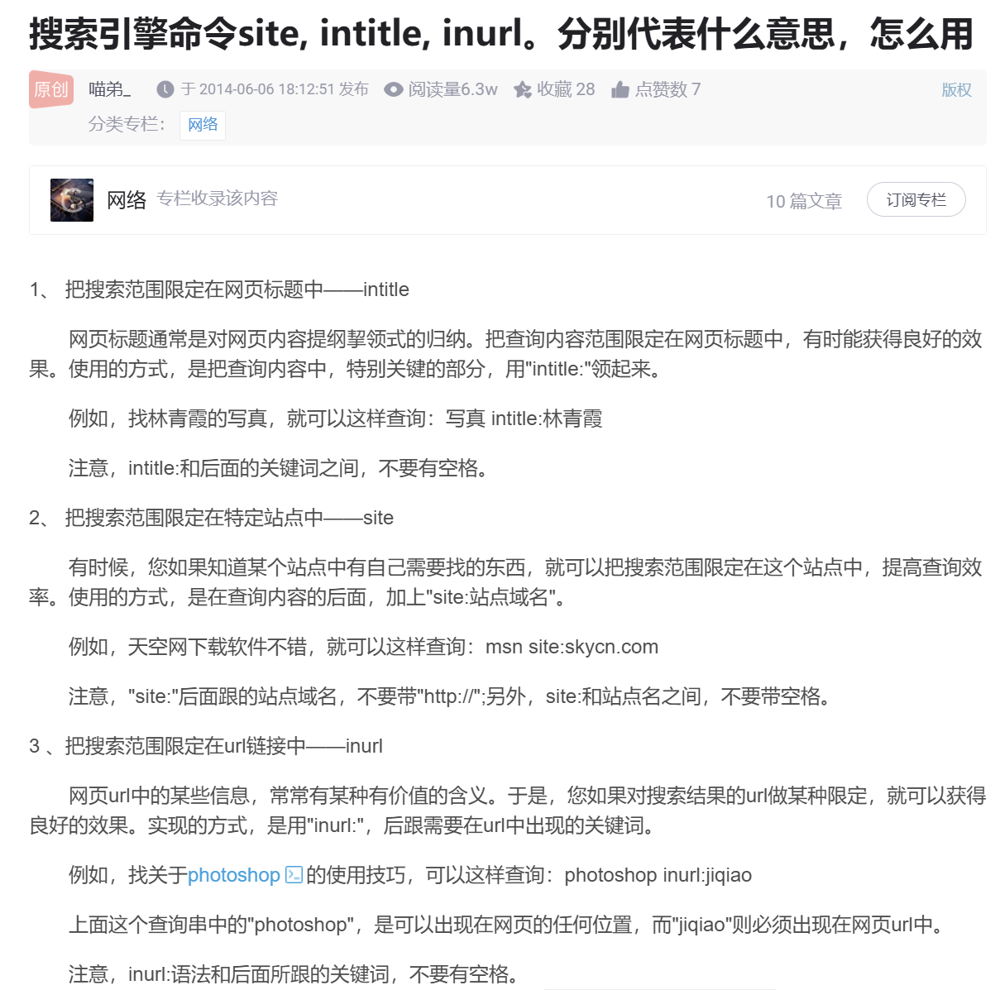 搜索引擎命令site, intitle, inurl。分别代表什么意思，怎么用
原创 喵弟_ 于 2014-06-06 18:12:51 发布 阅读量6.3w 收藏 28 点赞数 7 版权
分类专栏： 网络
网络 专栏收录该内容 10 篇文章 订阅专栏
1、 把搜索范围限定在网页标题中——intitle
网页标题通常是对网页内容提纲挈领式的归纳。把查询内容范围限定在网页标题中，有时能获得良好的效
果。使用的方式，是把查询内容中，特别关键的部分，用"intitle:"领起来。
例如，找林青霞的写真，就可以这样查询：写真 intitle:林青霞
注意，intitle:和后面的关键词之间，不要有空格。
2、 把搜索范围限定在特定站点中——site
有时候，您如果知道某个站点中有自己需要找的东西，就可以把搜索范围限定在这个站点中，提高查询效
率。使用的方式，是在查询内容的后面，加上"site:站点域名"。
例如，天空网下载软件不错，就可以这样查询：msn site:skycn.com
注意，"site:"后面跟的站点域名，不要带"http://";另外，site:和站点名之间，不要带空格。
3 、把搜索范围限定在url链接中——inurl
网页url中的某些信息，常常有某种有价值的含义。于是，您如果对搜索结果的url做某种限定，就可以获得
良好的效果。实现的方式，是用"inurl:"，后跟需要在url中出现的关键词。
例如，找关于photoshop的使用技巧，可以这样查询：photoshop inurl:jiqiao
上面这个查询串中的"photoshop"，是可以出现在网页的任何位置，而"jiqiao"则必须出现在网页url中。
注意，inurl:语法和后面所跟的关键词，不要有空格。